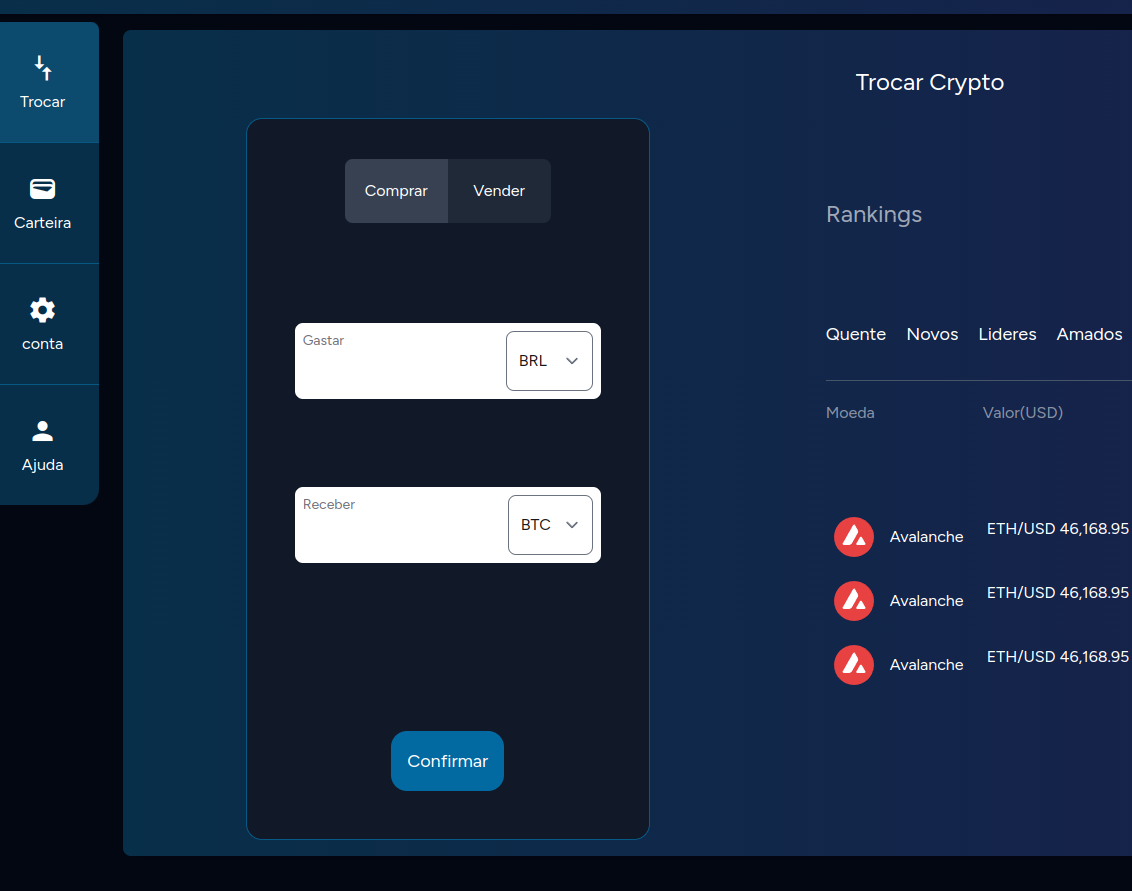 Trocar
Carteira
conta
Ajuda
Trocar Crypto
Comprar Vender
Gastar
BRL
Receber
BTC
Confirmar
Rankings
Quente Novos Lideres Amados
Moeda Valor(USD)
Avalanche ETH/USD 46,168.95
Avalanche ETH/USD 46,168.95
Avalanche ETH/USD 46,168.95